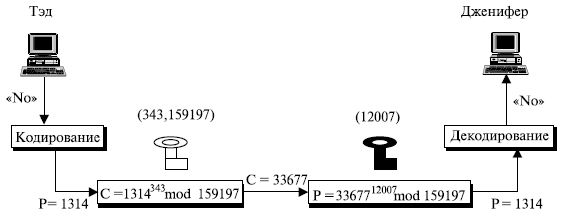 Тэд
Дженифер
«No»
(343,159197)
(12007)
«No»
Кодирование
Декодирование
P= 1314
C =1314³⁴³mod 159197
C = 33677
P = 33677¹²⁰⁰⁷mod 159197
P= 1314